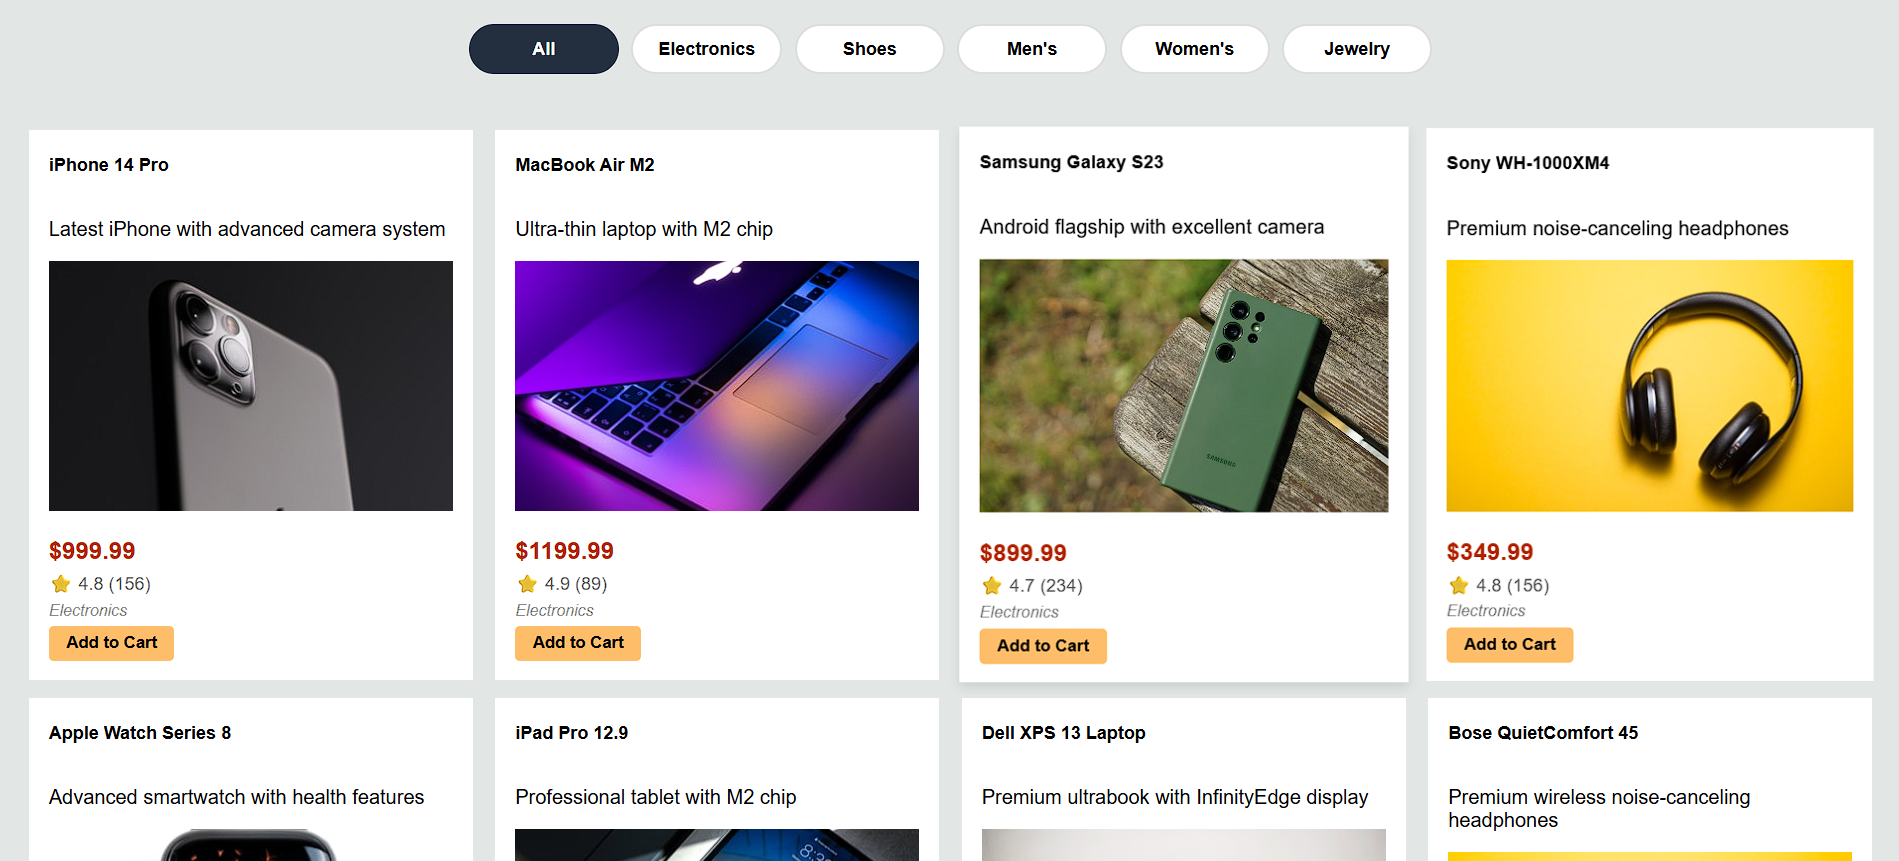 All Electronics Shoes Men's Women's Jewelry
iPhone 14 Pro
Latest iPhone with advanced camera system
$999.99
4.8 (156)
Electronics
Add to Cart
MacBook Air M2
Ultra-thin laptop with M2 chip
$1199.99
4.9 (89)
Electronics
Add to Cart
Samsung Galaxy S23
Android flagship with excellent camera
SAMSUNG
$899.99
4.7 (234)
Electronics
Add to Cart
Sony WH-1000XM4
Premium noise-canceling headphones
$349.99
4.8 (156)
Electronics
Add to Cart
Apple Watch Series 8
Advanced smartwatch with health features
iPad Pro 12.9
Professional tablet with M2 chip
Dell XPS 13 Laptop
Premium ultrabook with InfinityEdge display
Bose QuietComfort 45
Premium wireless noise-canceling
headphones